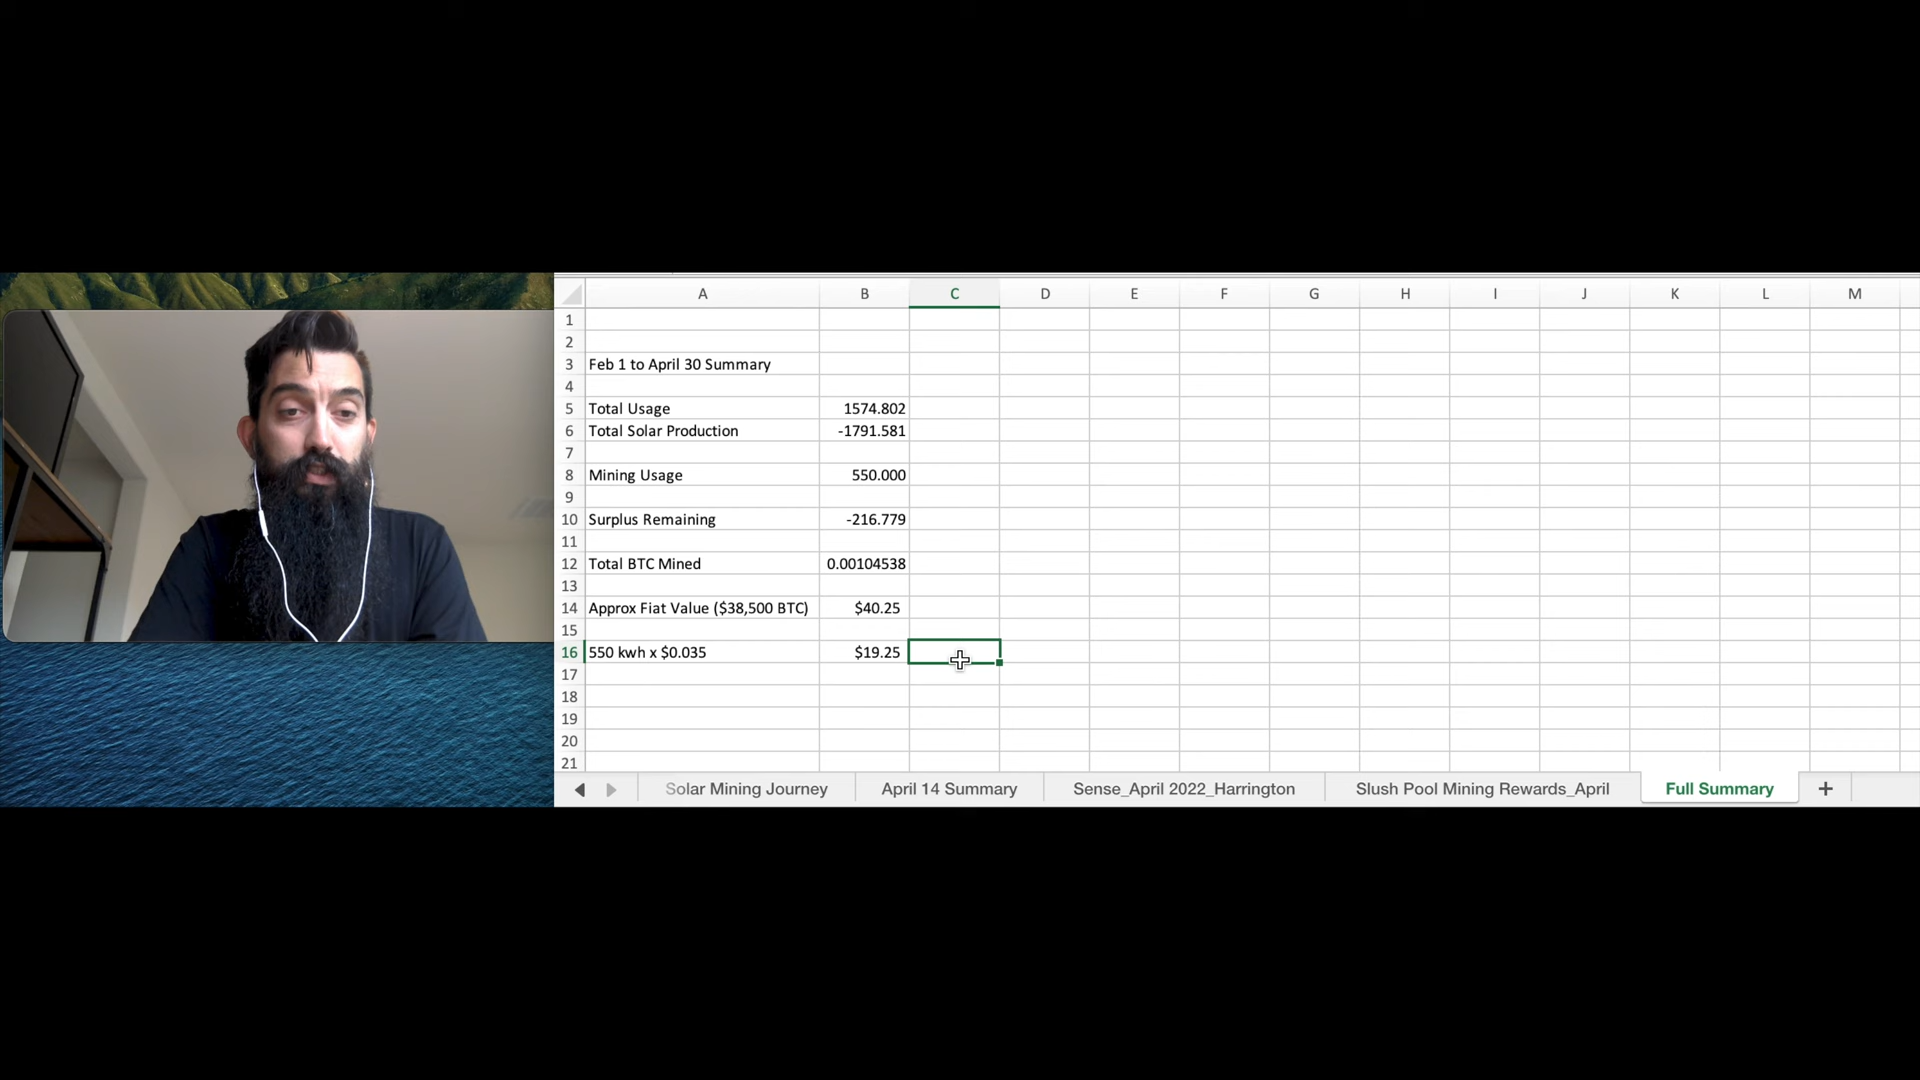 A B C D E F G H I J K L M
1
2
3 Feb 1 to April 30 Summary
4
5 Total Usage 1574.802
6 Total Solar Production -1791.581
7
8 Mining Usage 550.000
9
10 Surplus Remaining -216.779
11
12 Total BTC Mined 0.00104538
13
14 Approx Fiat Value ($38,500 BTC) $40.25
15
16 550 kwh x $0.035 $19.25
17
18
19
20
21
Solar Mining Journey April 14 Summary Sense_April 2022_Harrington Slush Pool Mining Rewards_April Full Summary +